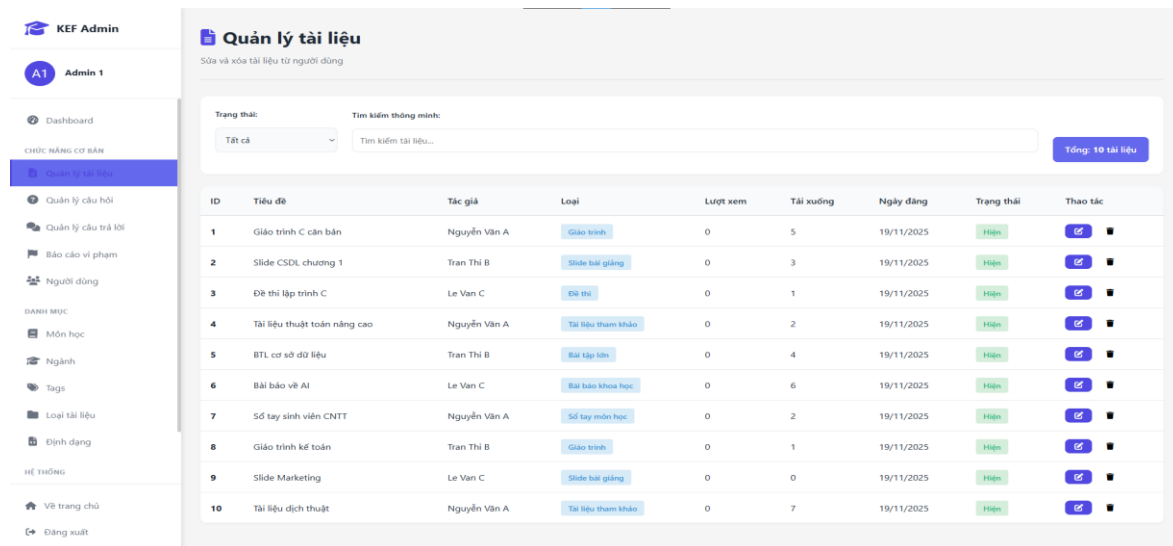 KEF Admin
A1 Admin 1
Dashboard
CHỨC NĂNG CƠ BẢN
Quản lý tài liệu
Quản lý câu hỏi
Quản lý câu trả lời
Báo cáo vi phạm
Người dùng
DANH MỤC
Môn học
Ngành
Tags
Loại tài liệu
Định dạng
HỆ THỐNG
Về trang chủ
Đăng xuất
Quản lý tài liệu
Sửa và xóa tài liệu từ người dùng
Trạng thái: Tìm kiếm thông minh:
Tất cả Tìm kiếm tài liệu... Tổng: 10 tài liệu
ID Tiêu đề Tác giả Loại Lượt xem Tải xuống Ngày đăng Trạng thái Thao tác
1 Giáo trình C căn bản Nguyễn Văn A Giáo trình 0 5 19/11/2025 Hiện
2 Slide CSDL chương 1 Tran Thi B Slide bài giảng 0 3 19/11/2025 Hiện
3 Đề thi lập trình C Le Van C Đề thi 0 1 19/11/2025 Hiện
4 Tài liệu thuật toán nâng cao Nguyễn Văn A Tài liệu tham khảo 0 2 19/11/2025 Hiện
5 BTL cơ sở dữ liệu Tran Thi B Bài tập lớn 0 4 19/11/2025 Hiện
6 Bài báo về AI Le Van C Bài báo khoa học 0 6 19/11/2025 Hiện
7 Sổ tay sinh viên CNTT Nguyễn Văn A Sổ tay môn học 0 2 19/11/2025 Hiện
8 Giáo trình kế toán Tran Thi B Giáo trình 0 1 19/11/2025 Hiện
9 Slide Marketing Le Van C Slide bài giảng 0 0 19/11/2025 Hiện
10 Tài liệu dịch thuật Nguyễn Văn A Tài liệu tham khảo 0 7 19/11/2025 Hiện